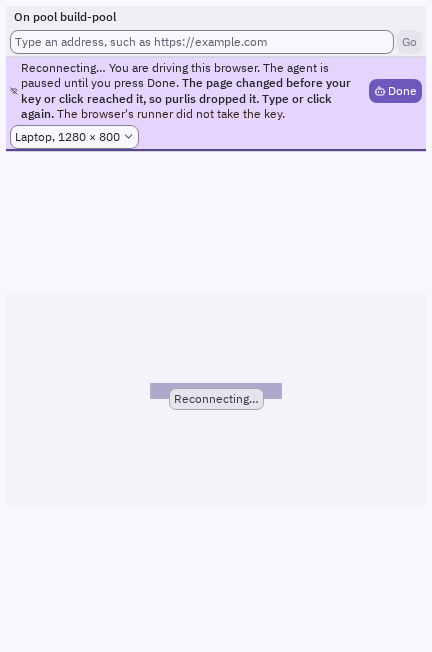 On pool build-pool
Type an address, such as https://example.com
Go
Reconnecting... You are driving this browser. The agent is
paused until you press Done. The page changed before your
key or click reached it, so purlis dropped it. Type or click
again. The browser's runner did not take the key.
Done
Laptop, 1280 × 800
Reconnecting...